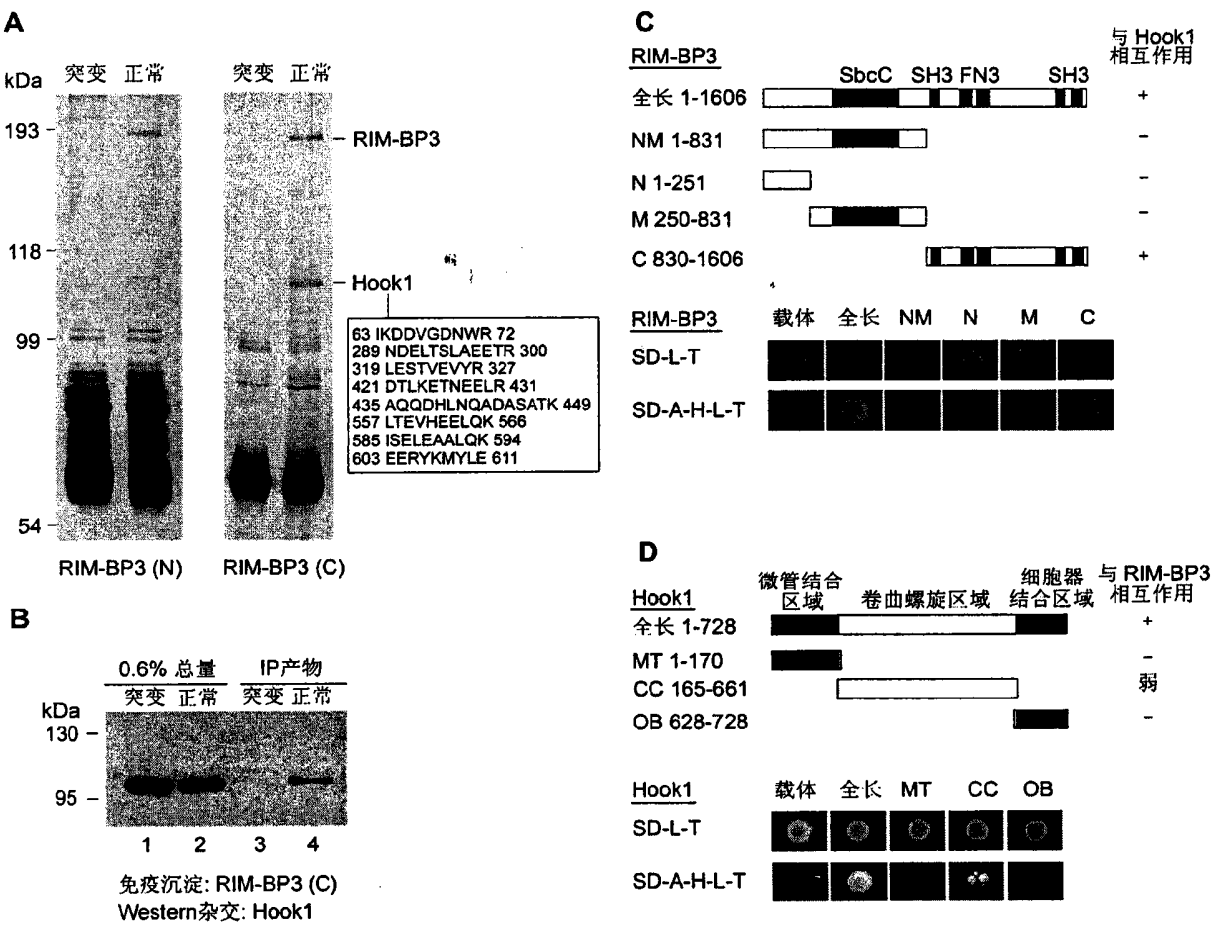 A
kDa
突变 正常 突变 正常
193
RIM-BP3
118
Hook1
99
63 IKDDVGDNWR 72
289 NDELTSLAEETR 300
319 LESTVEVYR 327
421 DTLKETNEELR 431
435 AQQDHLNQADASATK 449
557 LTEVHEELQK 566
585 ISELEAALQK 594
603 EERYKMYLE 611
54
RIM-BP3 (N) RIM-BP3 (C)
B
0.6% 总量 IP产物
突变 正常 突变 正常
kDa
130
95
1 2 3 4
免疫沉淀: RIM-BP3 (C)
Western杂交: Hook1
C
与 Hook1
相互作用
RIM-BP3
SbcC SH3 FN3 SH3
全长 1-1606 +
NM 1-831 −
N 1-251 −
M 250-831 −
C 830-1606 +
RIM-BP3 载体 全长 NM N M C
SD-L-T
SD-A-H-L-T
D
Hook1
微管结合
区域
卷曲螺旋区域
细胞器
结合区域
与 RIM-BP3
相互作用
全长 1-728 +
MT 1-170 −
CC 165-661 弱
OB 628-728 −
Hook1 载体 全长 MT CC OB
SD-L-T
SD-A-H-L-T